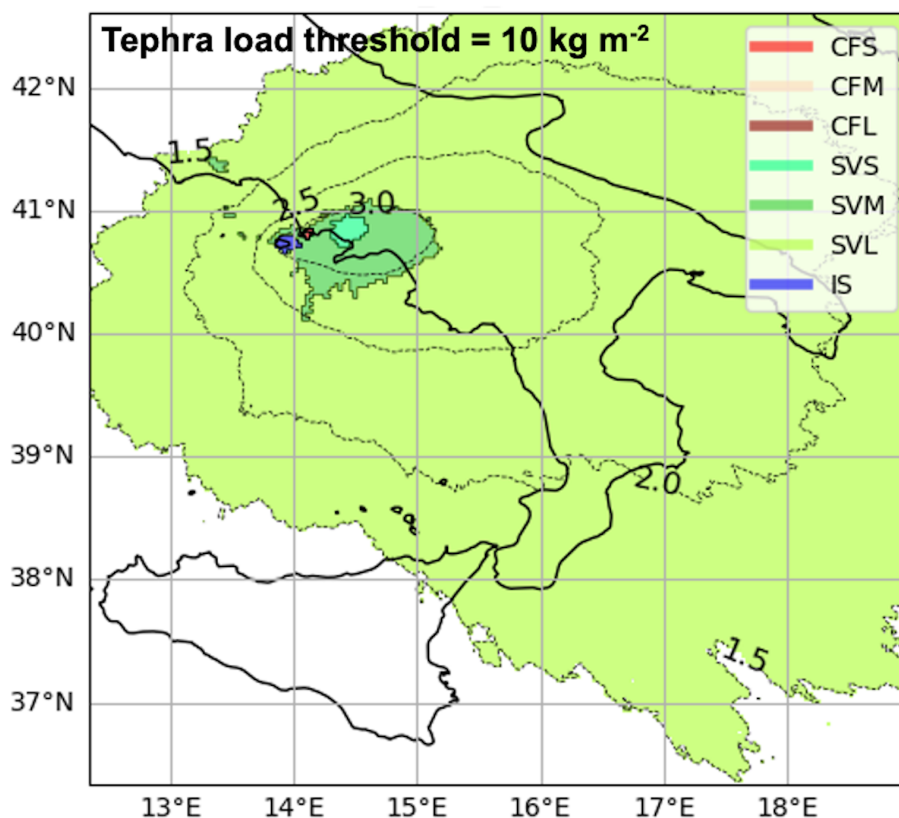 Tephra load threshold = 10 kg m-2
CFS
CFM
CFL
SVS
SVM
SVL
IS
42°N
41°N
40°N
39°N
38°N
37°N
1.5
2.5
3.0
2.0
1.5
13°E 14°E 15°E 16°E 17°E 18°E